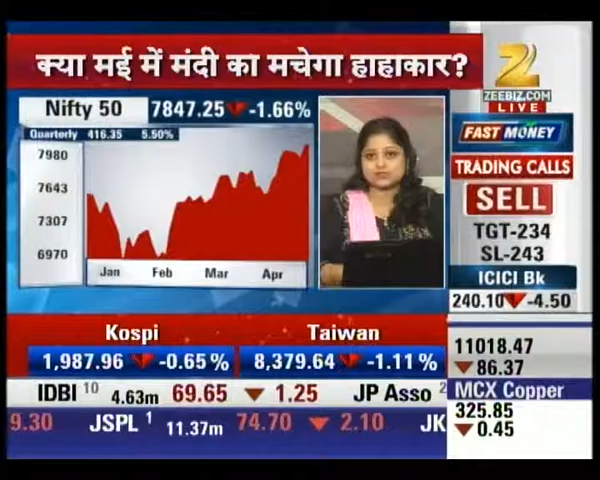 क्या मई में मंदी का मचेगा हाहाकार?
Z
ZEEBIZ.COM
LIVE
Nifty 50 7847.25 -1.66%
Quarterly 416.35 5.50%
7980
7643
7307
6970
Jan Feb Mar Apr
FAST MONEY
TRADING CALLS
SELL
TGT-234
SL-243
ICICI Bk
240.10 -4.50
Kospi Taiwan
1,987.96 -0.65% 8,379.64 -1.11%
11018.47
86.37
IDBI 10 4.63m 69.65 1.25 JP Asso 2
MCX Copper
325.85
0.45
9.30 JSPL 1 11.37m 74.70 2.10 JK